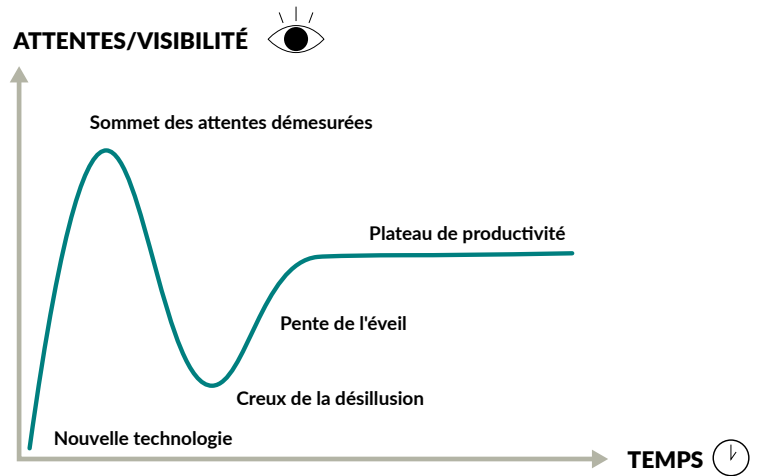 ATTENTES/VISIBILITÉ
Sommet des attentes démesurées
Plateau de productivité
Pente de l'éveil
Creux de la désillusion
Nouvelle technologie
TEMPS